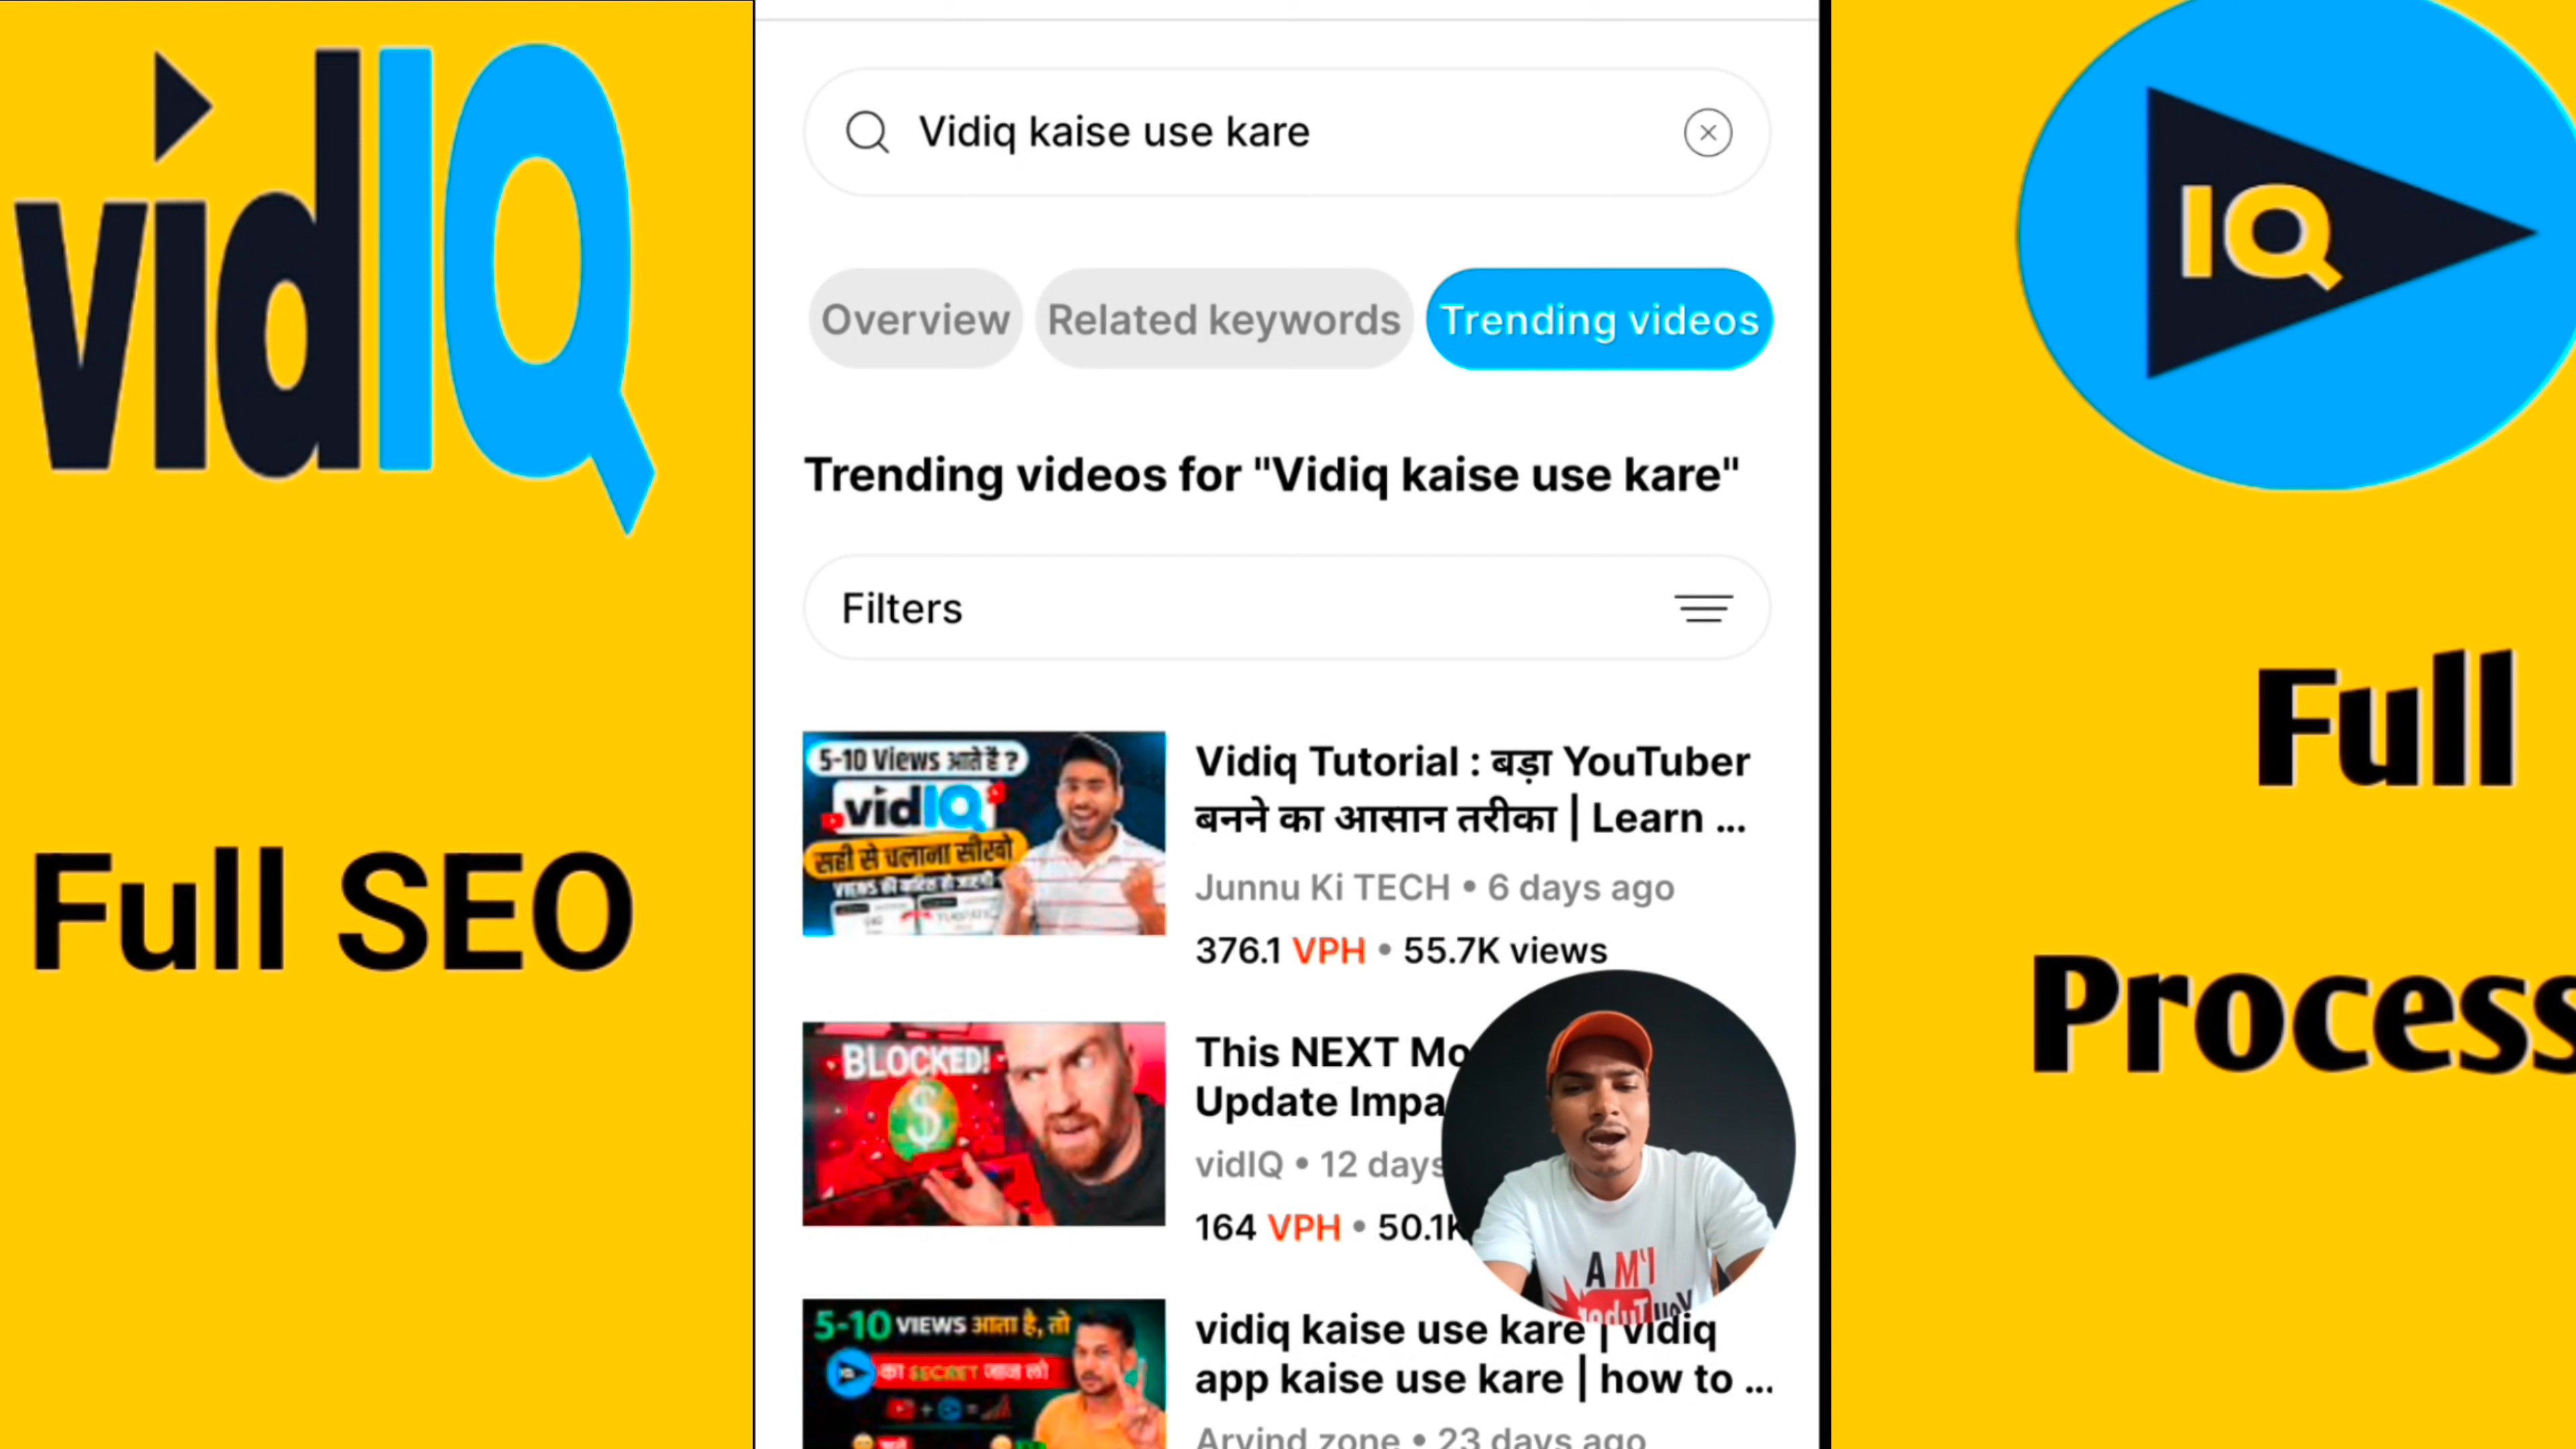 vidIQ
Full SEO
Vidiq kaise use kare
Overview
Related keywords
Trending videos
Trending videos for "Vidiq kaise use kare"
Filters
5-10 Views आते है ?
vidIQ
सही से चलाना सीखो
Vidiq Tutorial : बड़ा YouTuber
बनने का आसान तरीका | Learn ...
Junnu Ki TECH • 6 days ago
376.1 VPH • 55.7K views
BLOCKED!
$
This NEXT Mo
Update Impa
vidIQ • 12 days
164 VPH • 50.1K
A M'I
5-10 VIEWS आता है, तो
का SECRET जान लो
vidiq kaise use kare | vidiq
app kaise use kare | how to ...
Arvind zone • 23 days ago
IQ
Full
Process